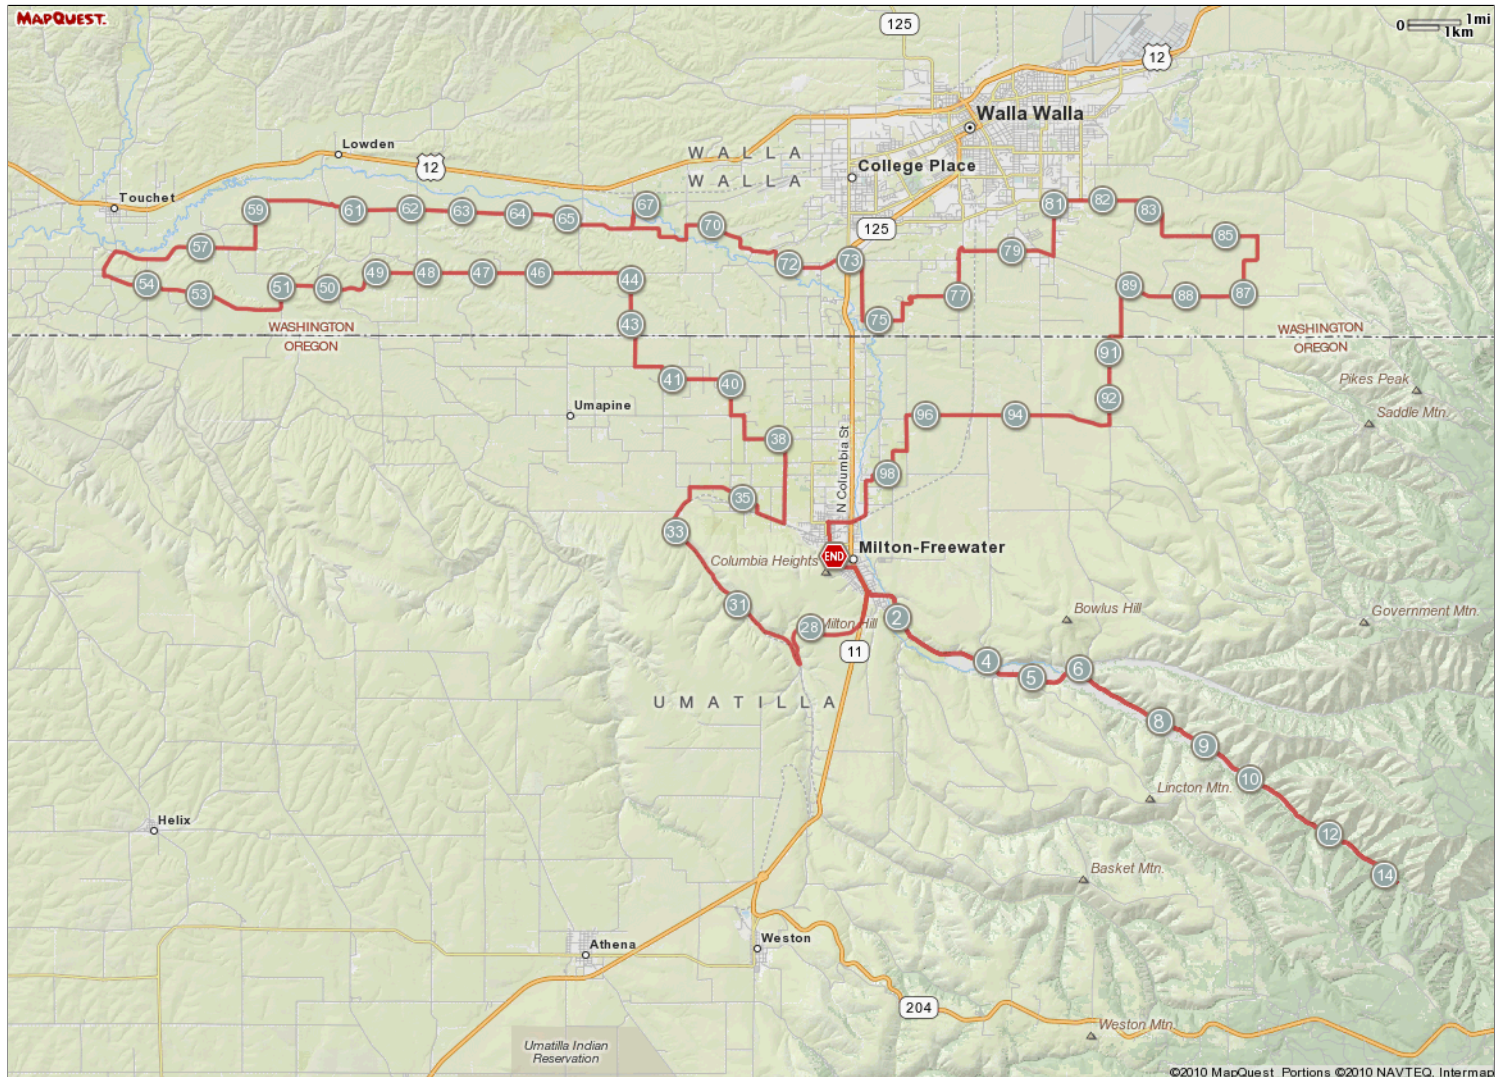 MAPQUEST.
125
0 1mi
1km
12
Walla Walla
Lowden
WALLA
WALLA
12
College Place
Touchet
59
61
62
63
64
65
67
70
81
82
83
125
57
72
73
79
85
54
53
51
50
49
48
47
46
44
77
75
89
88
87
43
WASHINGTON
OREGON
WASHINGTON
OREGON
91
41
40
92
Pikes Peak
Saddle Mtn.
Umapine
96
94
38
N Columbia St
98
35
33
END
Milton-Freewater
Columbia Heights
31
28
Milton Hill
2
Bowlus Hill
Government Mtn.
11
4
5
6
UMATILLA
8
9
10
Lincton Mtn.
Helix
12
14
Basket Mtn.
Athena
Weston
204
Weston Mtn.
Umatilla Indian
Reservation
©2010 MapQuest Portions ©2010 NAVTEQ, Intermap